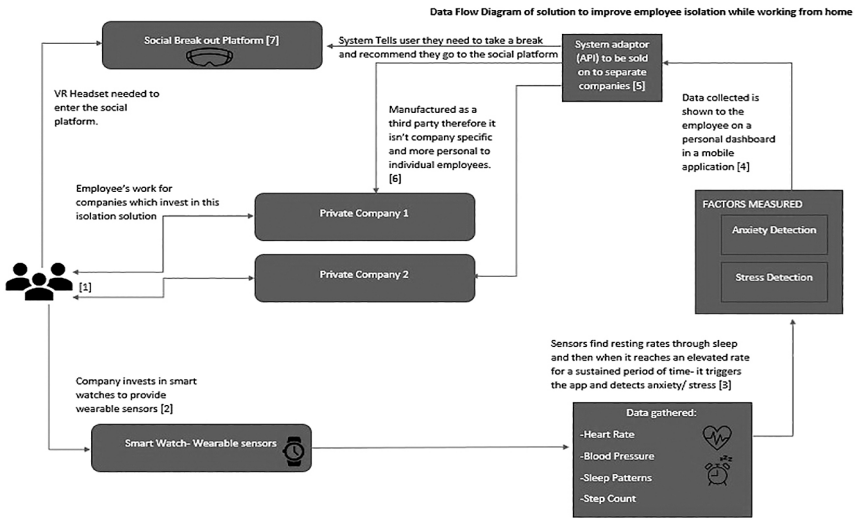 Data Flow Diagram of solution to improve employee isolation while working from home
Social Break out Platform [7]
System Tells user they need to take a break
and recommend they go to the social platform
System adaptor
(API) to be sold
on to separate
companies [5]
VR Headset needed to
enter the social
platform.
Manufactured as a
third party therefore it
isn't company specific
and more personal to
individual employees.
[6]
Data collected is
shown to the
employee on a
personal dashboard
in a mobile
application [4]
Employee's work for
companies which invest in this
isolation solution
Private Company 1
Private Company 2
[1]
FACTORS MEASURED
Anxiety Detection
Stress Detection
Sensors find resting rates through sleep
and then when it reaches an elevated rate
for a sustained period of time- it triggers
the app and detects anxiety/ stress [3]
Company invests in smart
watches to provide
wearable sensors [2]
Smart Watch- Wearable sensors
Data gathered:
-Heart Rate
-Blood Pressure
-Sleep Patterns
-Step Count